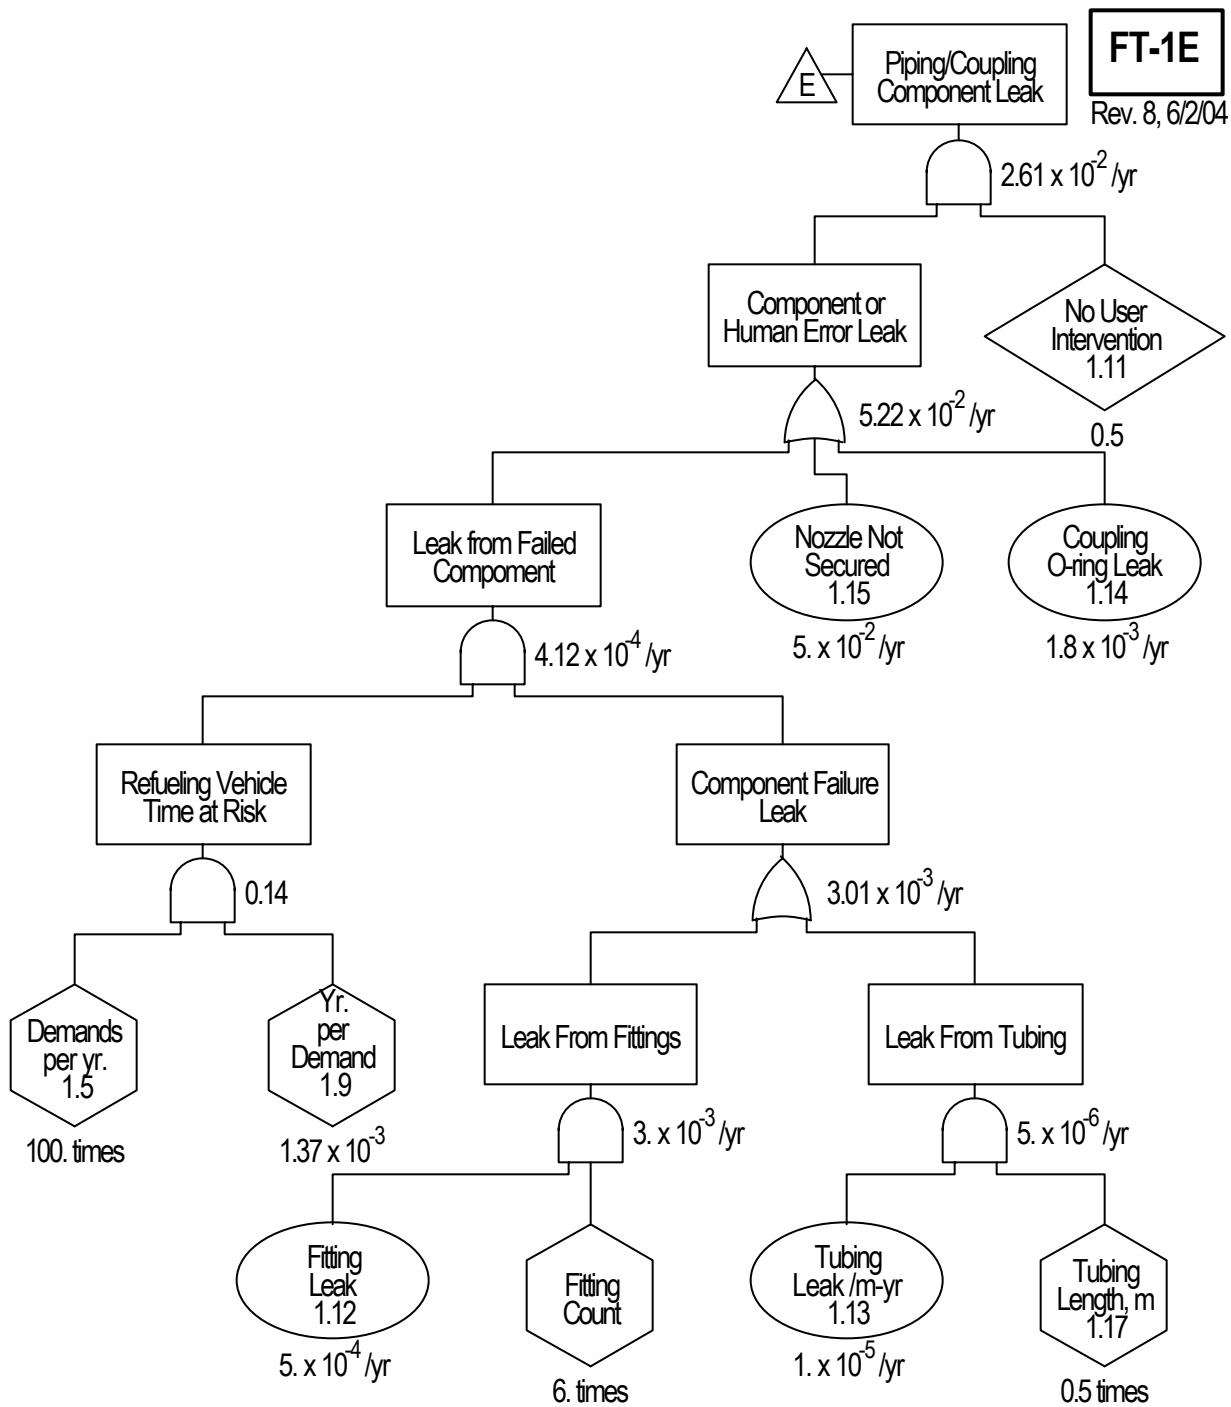 FT-1E
Rev. 8, 6/2/04
Piping/Coupling
Component Leak
E
2.61 x 10⁻² /yr
Component or
Human Error Leak
No User
Intervention
1.11
0.5
5.22 x 10⁻² /yr
Leak from Failed
Compoment
Nozzle Not
Secured
1.15
5. x 10⁻² /yr
Coupling
O-ring Leak
1.14
1.8 x 10⁻³ /yr
4.12 x 10⁻⁴ /yr
Refueling Vehicle
Time at Risk
Component Failure
Leak
0.14
3.01 x 10⁻³ /yr
Demands
per yr.
1.5
100. times
Yr.
per
Demand
1.9
1.37 x 10⁻³
Leak From Fittings
Leak From Tubing
3. x 10⁻³ /yr
5. x 10⁻⁶ /yr
Fitting
Leak
1.12
5. x 10⁻⁴ /yr
Fitting
Count
6. times
Tubing
Leak /m-yr
1.13
1. x 10⁻⁵ /yr
Tubing
Length, m
1.17
0.5 times